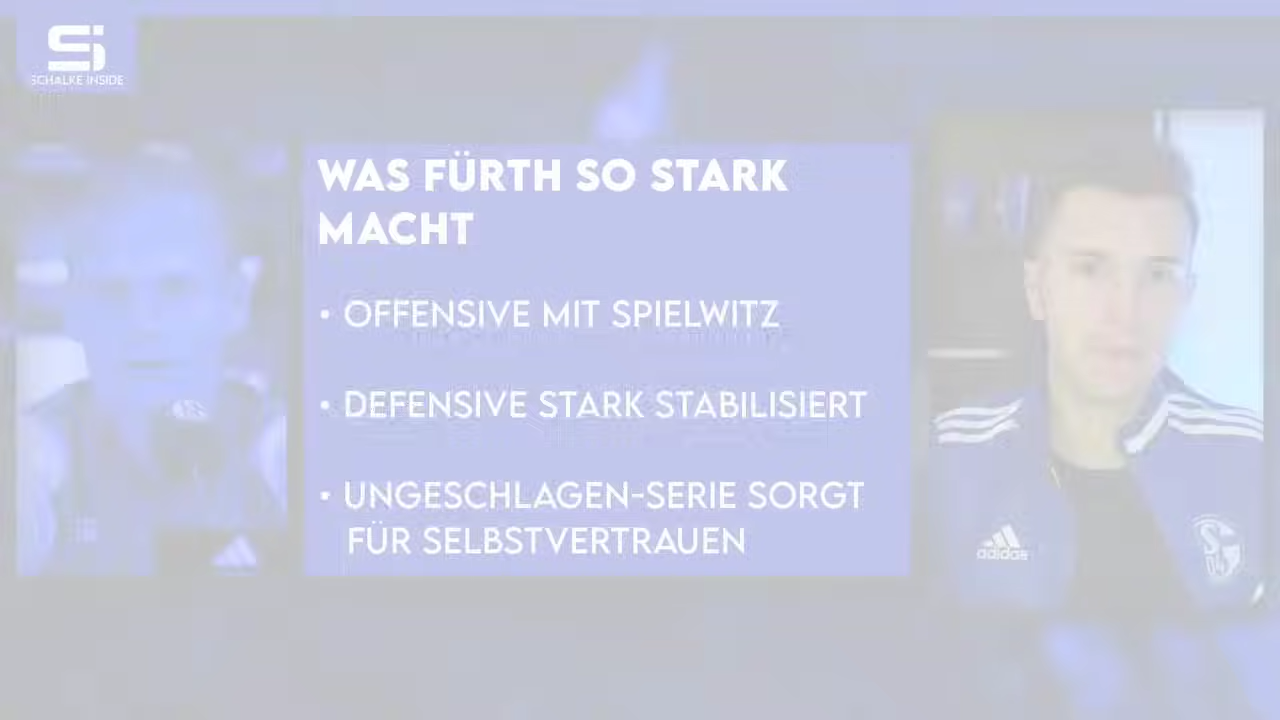 SCHALKE INSIDE
WAS FÜRTH SO STARK
MACHT
• OFFENSIVE MIT SPIELWITZ
• DEFENSIVE STARK STABILISIERT
• UNGESCHLAGEN-SERIE SORGT
FÜR SELBSTVERTRAUEN
adidas
S04